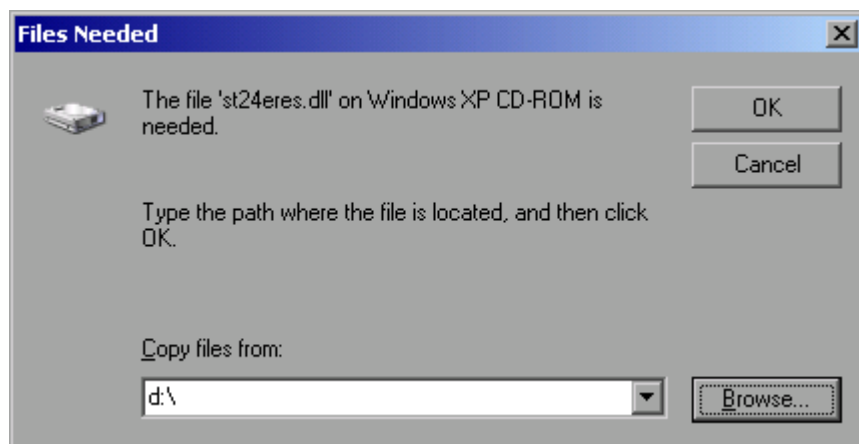 Files Needed
The file 'st24eres.dll' on Windows XP CD-ROM is
needed.
OK
Cancel
Type the path where the file is located, and then click
OK.
Copy files from:
d:\
Browse...